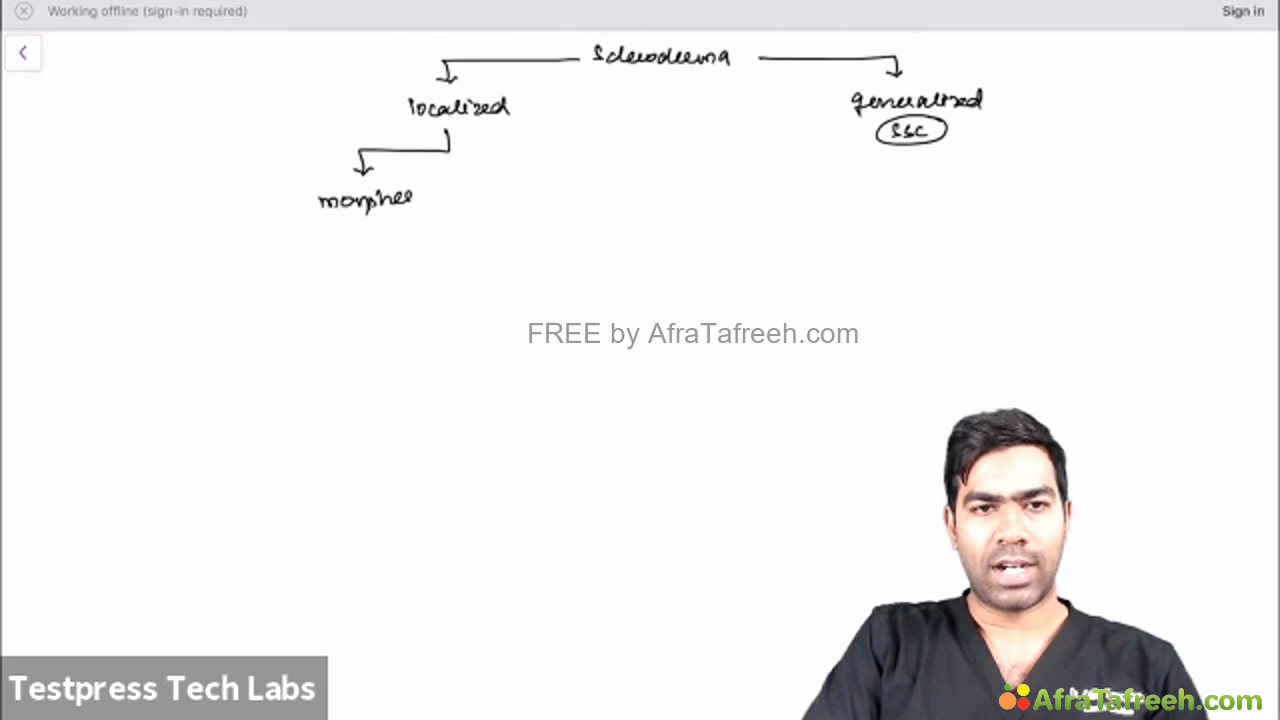 Working offline (sign-in required)
Sign in
Scleroderma
localized
generalized
SSC
morphea
FREE by AfraTafreeh.com
Testpress Tech Labs
AfraTafreeh.com